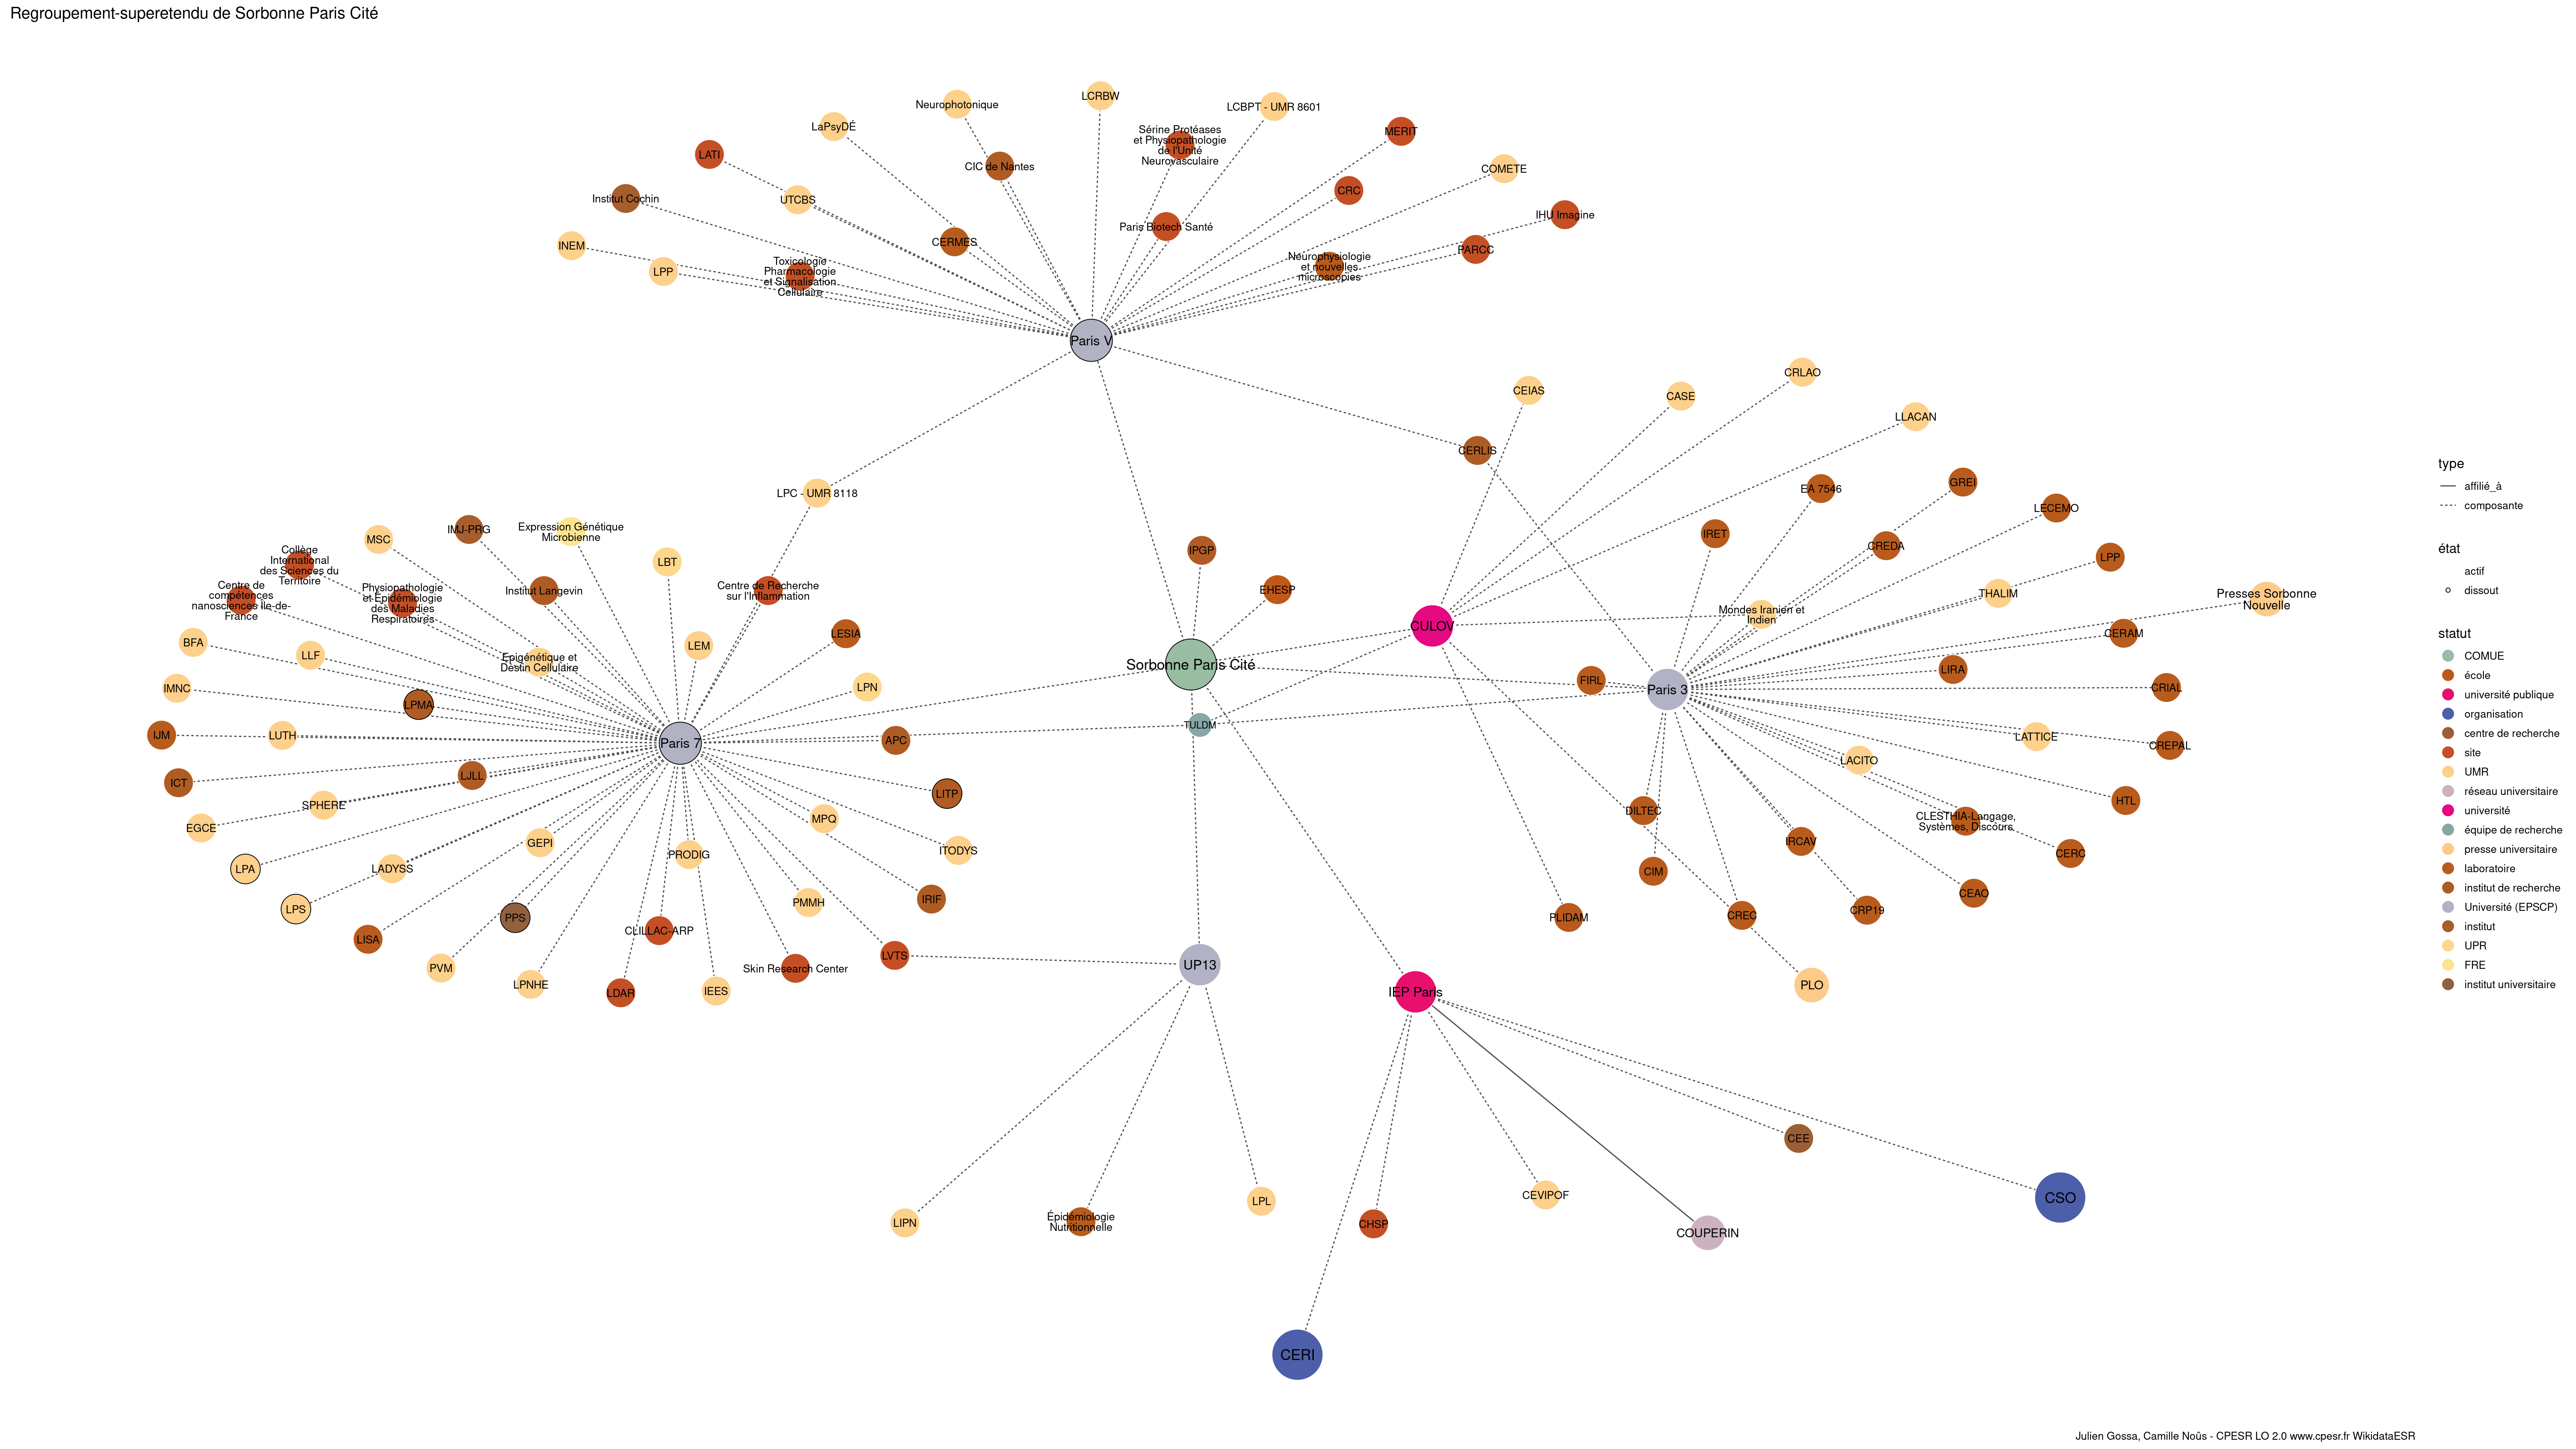 Regroupement-superetendu de Sorbonne Paris Cité
LCRBW
Neurophotonique
LCBPT - UMR 8601
LaPsyDÉ
Sérine Protéases
et Physiopathologie
de l'Unité
Neurovasculaire
MERIT
LATI
CIC de Nantes
COMETE
Institut Cochin
UTCBS
CRC
IHU Imagine
Paris Biotech Santé
INEM
CERMES
PARCC
LPP
Toxicologie
Pharmacologie
et Signalisation
Cellulaire
Neurophysiologie
et nouvelles
microscopies
Paris V
CRLAO
CEIAS
CASE
LLACAN
CERLIS
LPC - UMR 8118
EA 7546
GREI
LECEMO
IMJ-PRG
Expression Génétique
Microbienne
MSC
IRET
CREDA
LPP
IPGP
LBT
Collège
International
des Sciences du
Territoire
Centre de
compétences
nanosciences Ile-de-
France
Physiopathologie
et Epidémiologie
des Maladies
Respiratoires
Institut Langevin
Centre de Recherche
sur l'Inflammation
EHESP
THALIM
Presses Sorbonne
Nouvelle
Mondes Iranien et
Indien
CULOV
CERAM
BFA
LLF
LEM
LESIA
Epigénétique et
Destin Cellulaire
Sorbonne Paris Cité
LIRA
FIRL
Paris 3
CRIAL
IMNC
LPN
LPMA
TULDM
IJM
LUTH
Paris 7
APC
LATTICE
CREPAL
LACITO
ICT
LJLL
LITP
HTL
SPHERE
EGCE
MPQ
DILTEC
CLESTHIA-Langage,
Systèmes, Discours
IRCAV
GEPI
PRODIG
ITODYS
CERC
LPA
LADYSS
CIM
LPS
PPS
PMMH
IRIF
CEAO
CRP19
CREC
PLIDAM
LISA
CLILLAC-ARP
LVTS
PVM
Skin Research Center
UP13
LPNHE
LDAR
IEES
IEP Paris
PLO
CEE
CEVIPOF
CSO
LPL
LIPN
Épidémiologie
Nutritionnelle
CHSP
COUPERIN
CERI
type
affilié_à
composante
état
actif
dissout
statut
COMUE
école
université publique
organisation
centre de recherche
site
UMR
réseau universitaire
université
équipe de recherche
presse universitaire
laboratoire
institut de recherche
Université (EPSCP)
institut
UPR
FRE
institut universitaire
Julien Gossa, Camille Noûs - CPESR LO 2.0 www.cpesr.fr WikidataESR